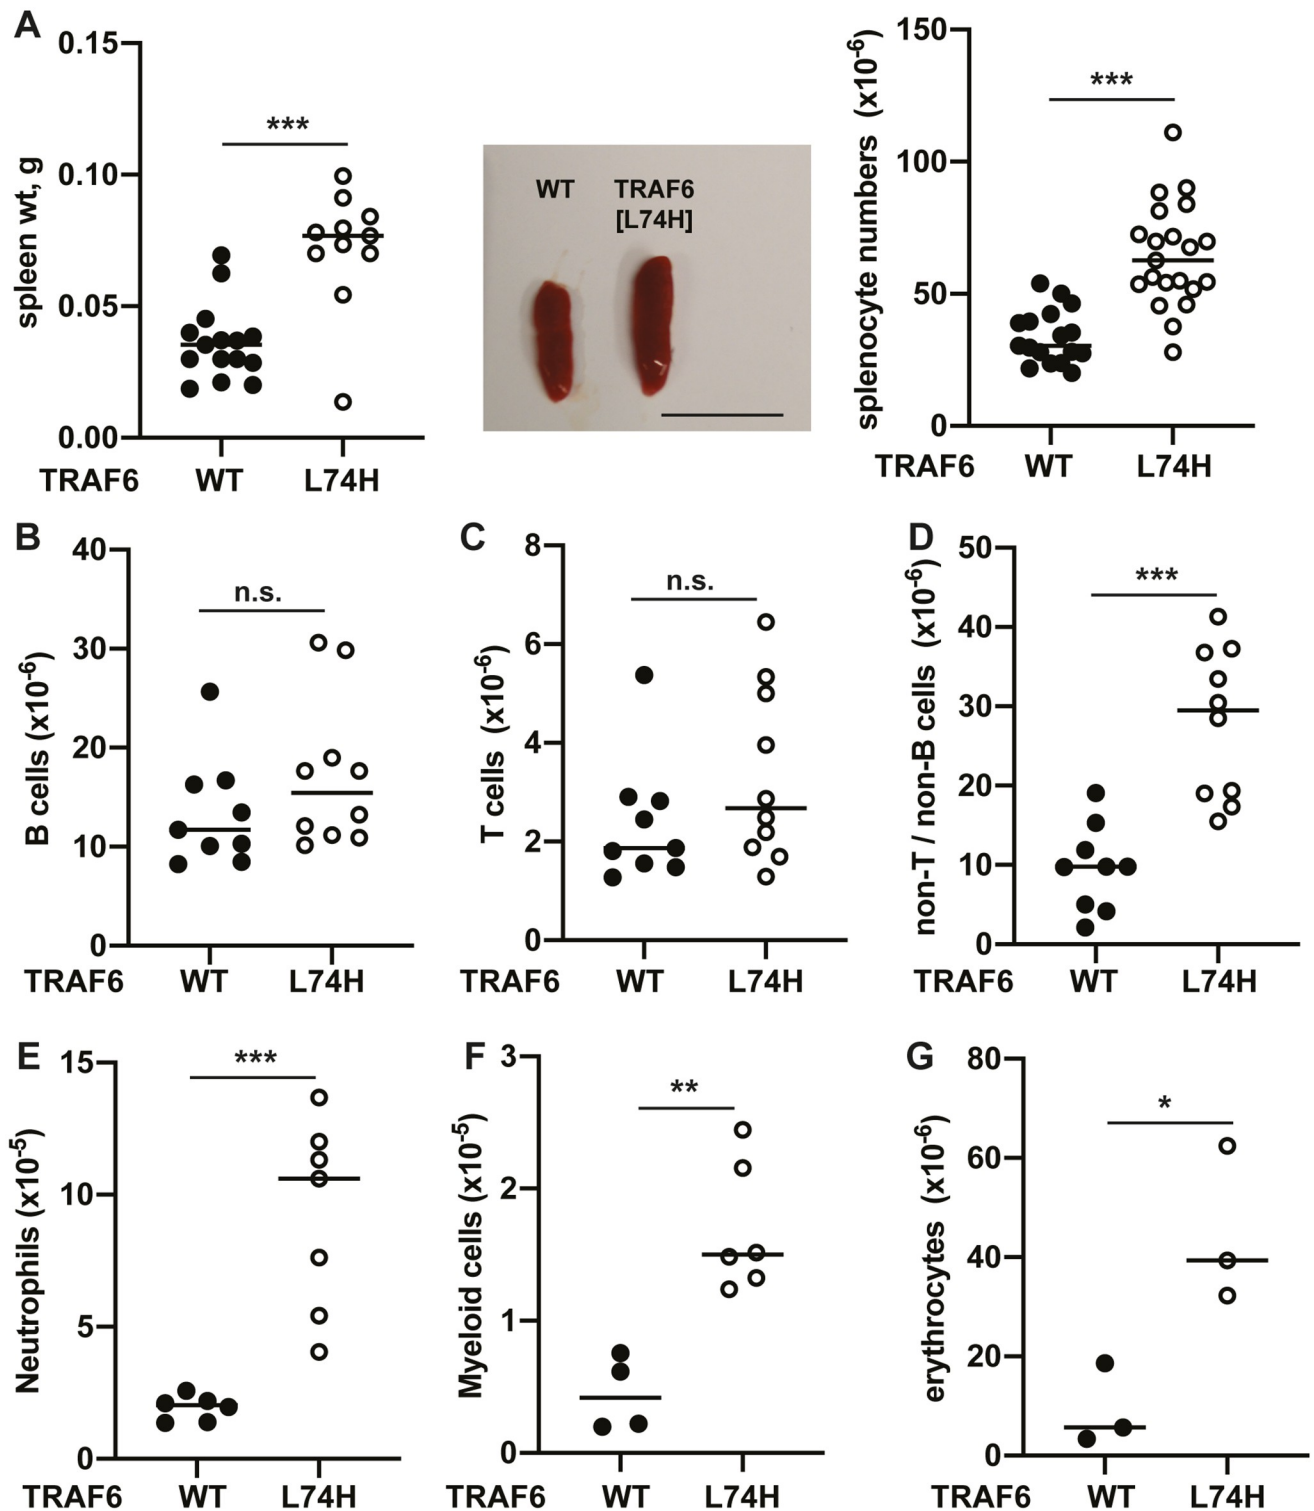 A
spleen wt, g
0.15
0.10
0.05
0.00
***
TRAF6 WT L74H
WT TRAF6
[L74H]
splenocyte numbers (x10-6)
150
100
50
0
***
TRAF6 WT L74H
B
B cells (x10-6)
40
30
20
10
0
n.s.
TRAF6 WT L74H
C
T cells (x10-6)
8
6
4
2
0
n.s.
TRAF6 WT L74H
D
non-T / non-B cells (x10-6)
50
40
30
20
10
0
***
TRAF6 WT L74H
E
Neutrophils (x10-5)
15
10
5
0
***
TRAF6 WT L74H
F
Myeloid cells (x10-5)
3
2
1
0
**
TRAF6 WT L74H
G
erythrocytes (x10-6)
80
60
40
20
0
*
TRAF6 WT L74H